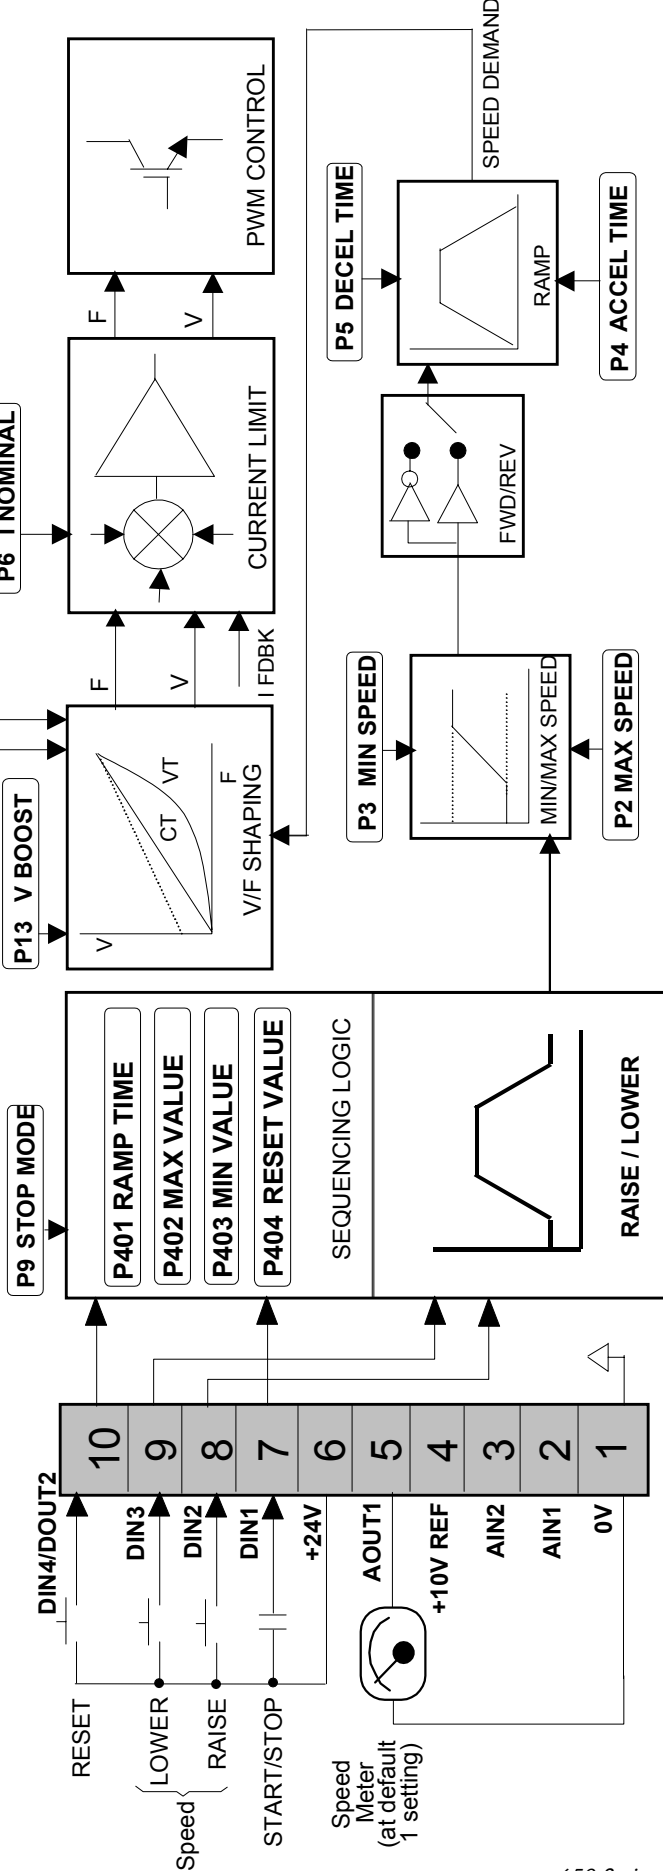 RESET
LOWER
RAISE
Speed
START/STOP
Speed
Meter
(at default
1 setting)
DIN4/DOUT2
DIN3
DIN2
DIN1
+24V
AOUT1
+10V REF
AIN2
AIN1
0V
10
9
8
7
6
5
4
3
2
1
P9 STOP MODE
P401 RAMP TIME
P402 MAX VALUE
P403 MIN VALUE
P404 RESET VALUE
SEQUENCING LOGIC
RAISE / LOWER
P13 V BOOST
V
CT
VT
F
V/F SHAPING
P3 MIN SPEED
MIN/MAX SPEED
P2 MAX SPEED
F
V
I FDBK
P6 I NOMINAL
CURRENT LIMIT
FWD/REV
F
V
PWM CONTROL
P5 DECEL TIME
RAMP
P4 ACCEL TIME
SPEED DEMAND